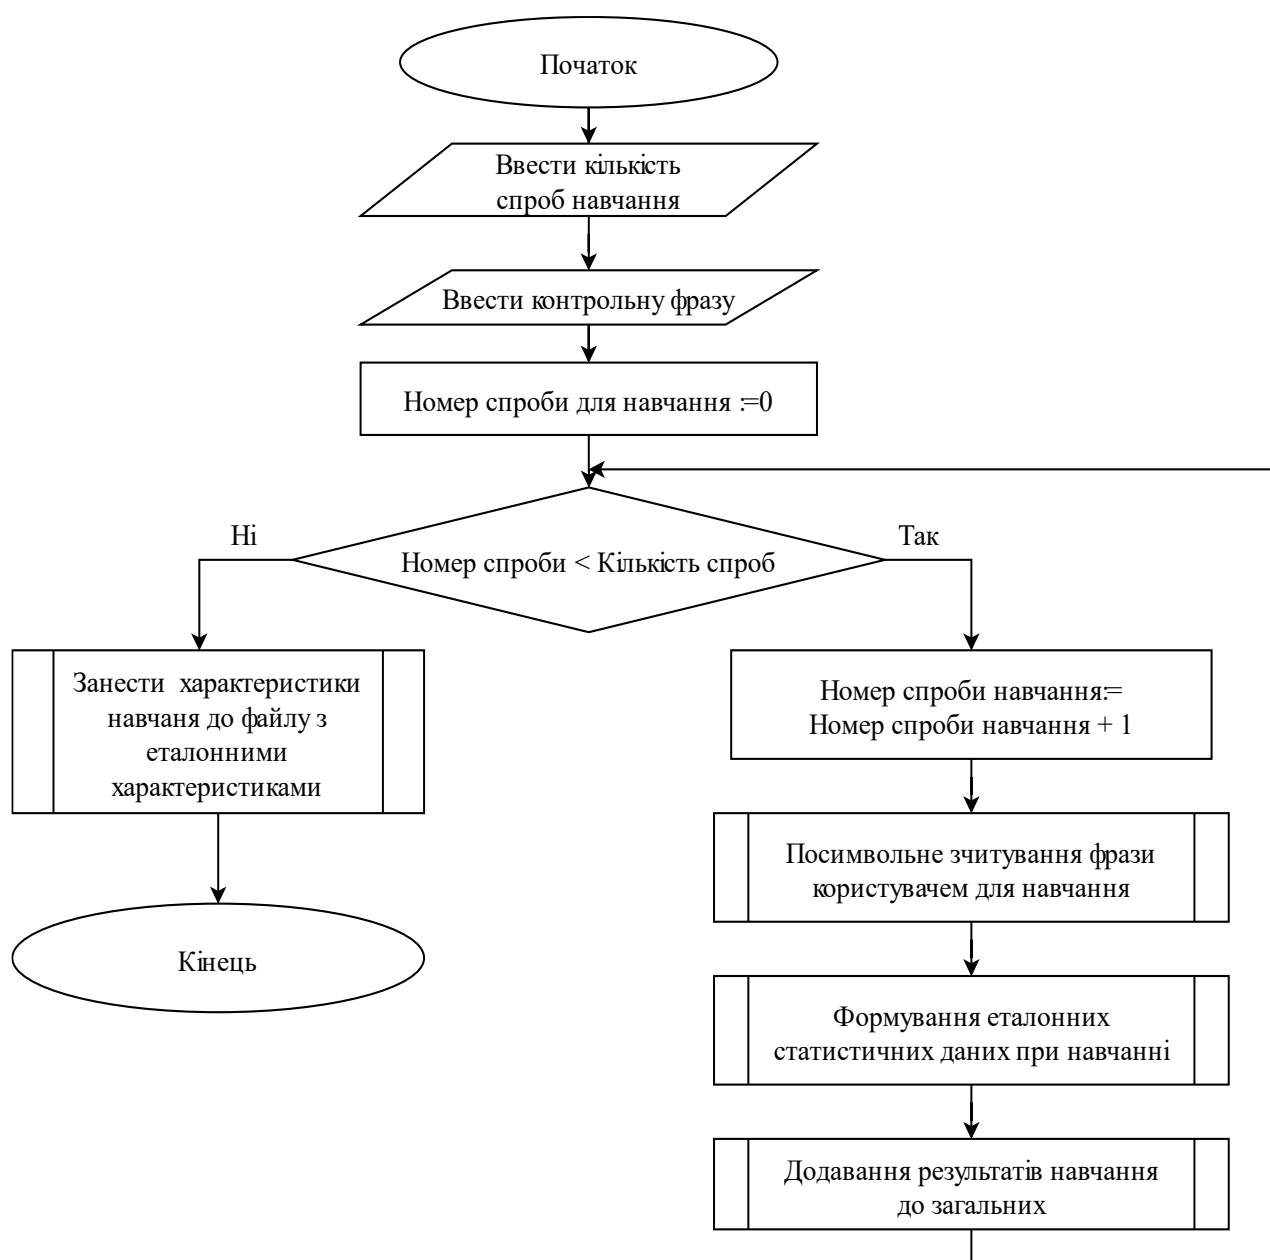 Початок
Ввести кількість
спроб навчання
Ввести контрольну фразу
Номер спроби для навчання :=0
Ні
Так
Номер спроби < Кількість спроб
Занести характеристики
навчаня до файлу з
еталонними
характеристиками
Номер спроби навчання:=
Номер спроби навчання + 1
Посимвольне зчитування фрази
користувачем для навчання
Кінець
Формування еталонних
статистичних даних при навчанні
Додавання результатів навчання
до загальних